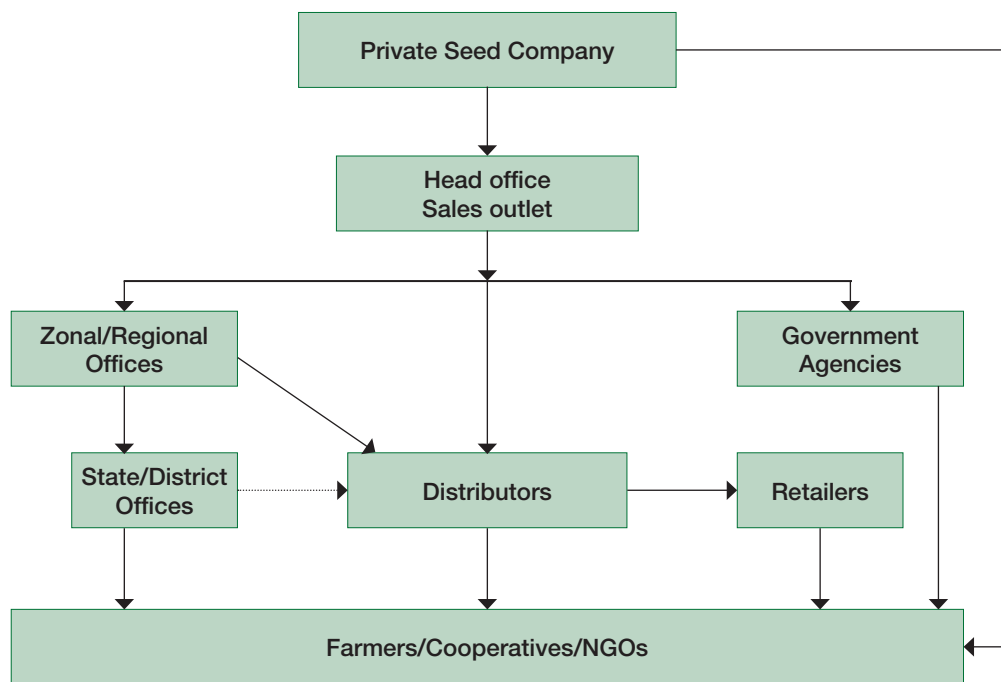 Private Seed Company
Head office
Sales outlet
Zonal/Regional
Offices
Government
Agencies
State/District
Offices
Distributors
Retailers
Farmers/Cooperatives/NGOs